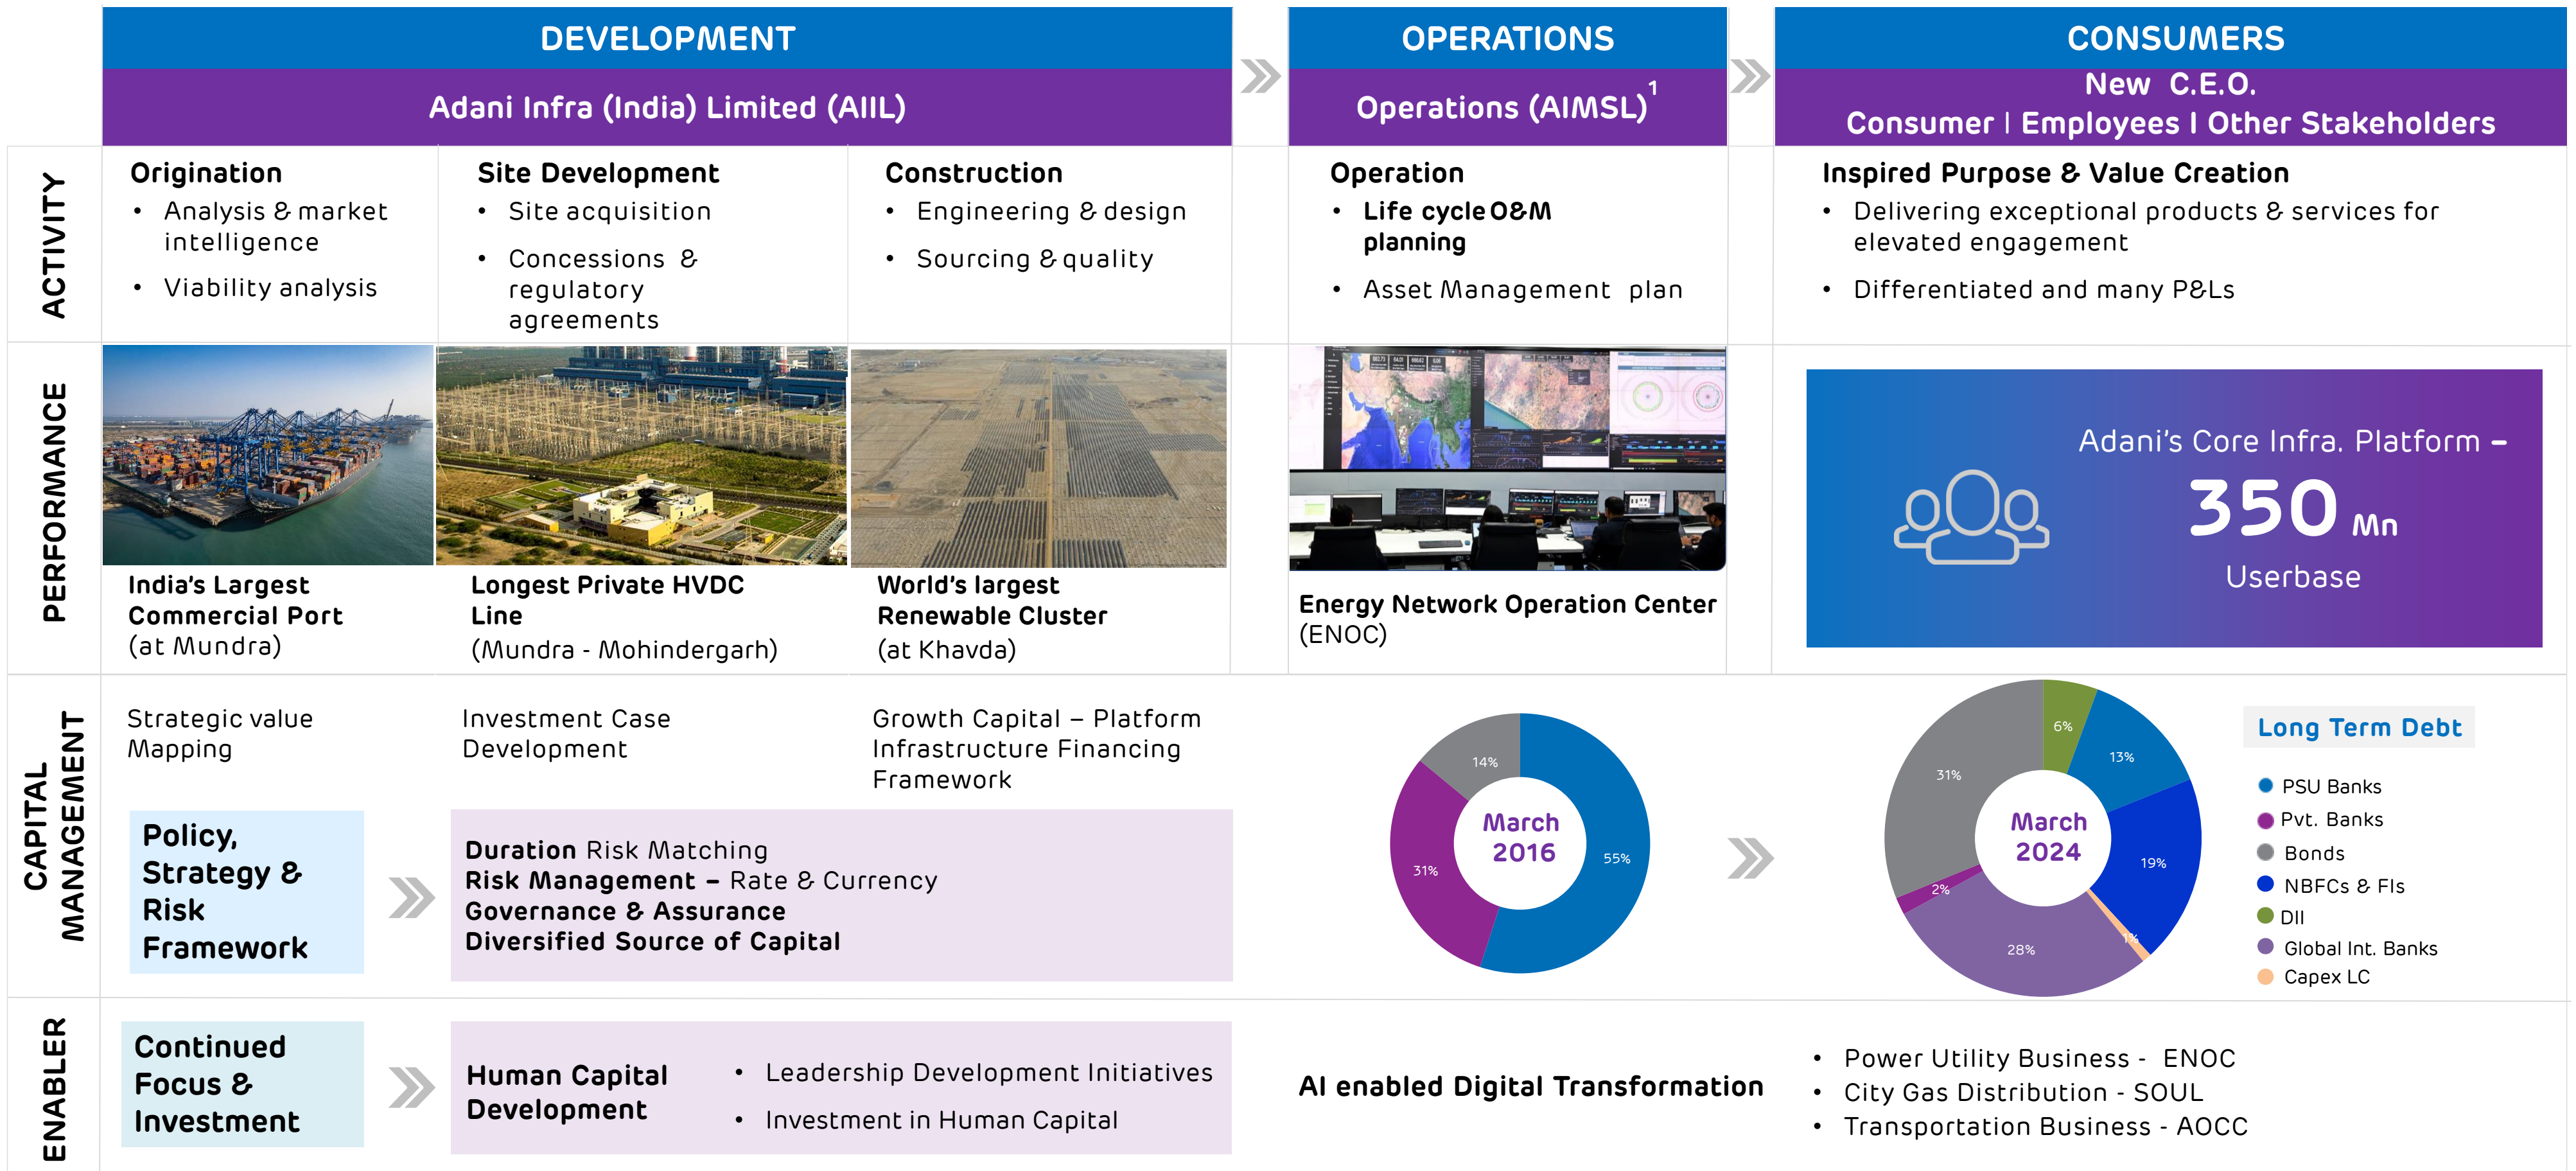 DEVELOPMENT
OPERATIONS
CONSUMERS
Adani Infra (India) Limited (AIIL)
Operations (AIMSL)1
New C.E.O.
Consumer | Employees I Other Stakeholders
ACTIVITY
Origination
• Analysis & market
intelligence
• Viability analysis
Site Development
• Site acquisition
• Concessions &
regulatory
agreements
Construction
• Engineering & design
• Sourcing & quality
Operation
• Life cycle O&M
planning
• Asset Management plan
Inspired Purpose & Value Creation
• Delivering exceptional products & services for
elevated engagement
• Differentiated and many P&Ls
PERFORMANCE
India's Largest
Commercial Port
(at Mundra)
Longest Private HVDC
Line
(Mundra - Mohindergarh)
World's largest
Renewable Cluster
(at Khavda)
Energy Network Operation Center
(ENOC)
Adani's Core Infra. Platform –
350 Mn
Userbase
CAPITAL
MANAGEMENT
Strategic value
Mapping
Investment Case
Development
Growth Capital – Platform
Infrastructure Financing
Framework
Policy,
Strategy &
Risk
Framework
Duration Risk Matching
Risk Management – Rate & Currency
Governance & Assurance
Diversified Source of Capital
14%
31%
55%
March
2016
6%
13%
19%
1%
28%
2%
31%
March
2024
Long Term Debt
PSU Banks
Pvt. Banks
Bonds
NBFCs & FIs
DII
Global Int. Banks
Capex LC
ENABLER
Continued
Focus &
Investment
Human Capital
Development
• Leadership Development Initiatives
• Investment in Human Capital
AI enabled Digital Transformation
• Power Utility Business - ENOC
• City Gas Distribution - SOUL
• Transportation Business - AOCC